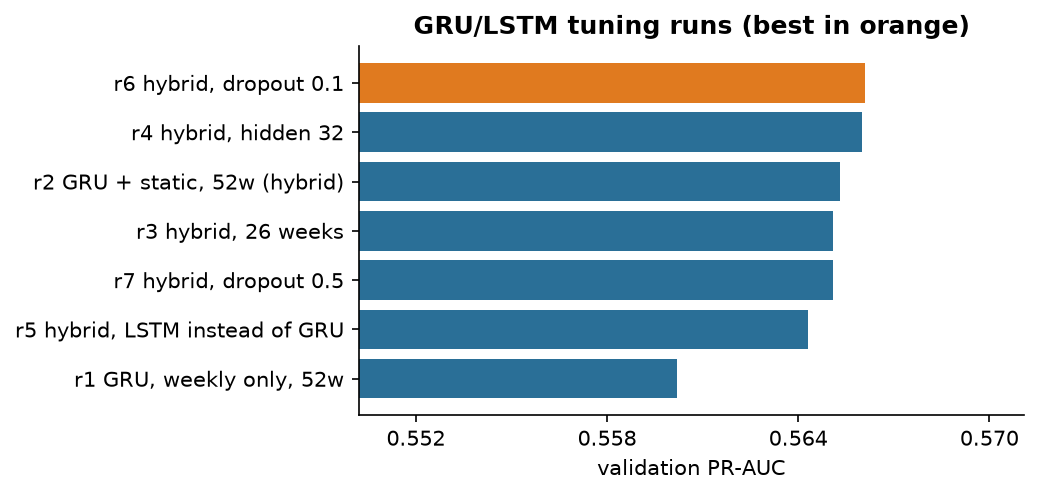 GRU/LSTM tuning runs (best in orange)
r6 hybrid, dropout 0.1
r4 hybrid, hidden 32
r2 GRU + static, 52w (hybrid)
r3 hybrid, 26 weeks
r7 hybrid, dropout 0.5
r5 hybrid, LSTM instead of GRU
r1 GRU, weekly only, 52w
0.552 0.558 0.564 0.570
validation PR-AUC